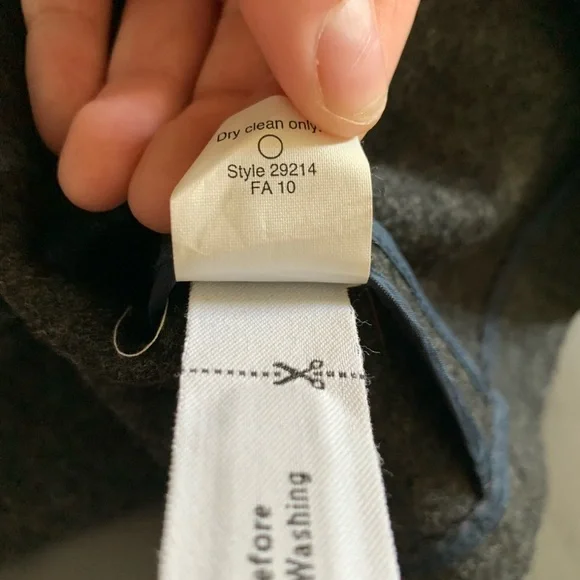 Dry clean only.
Style 29214
FA 10
efore
Washing